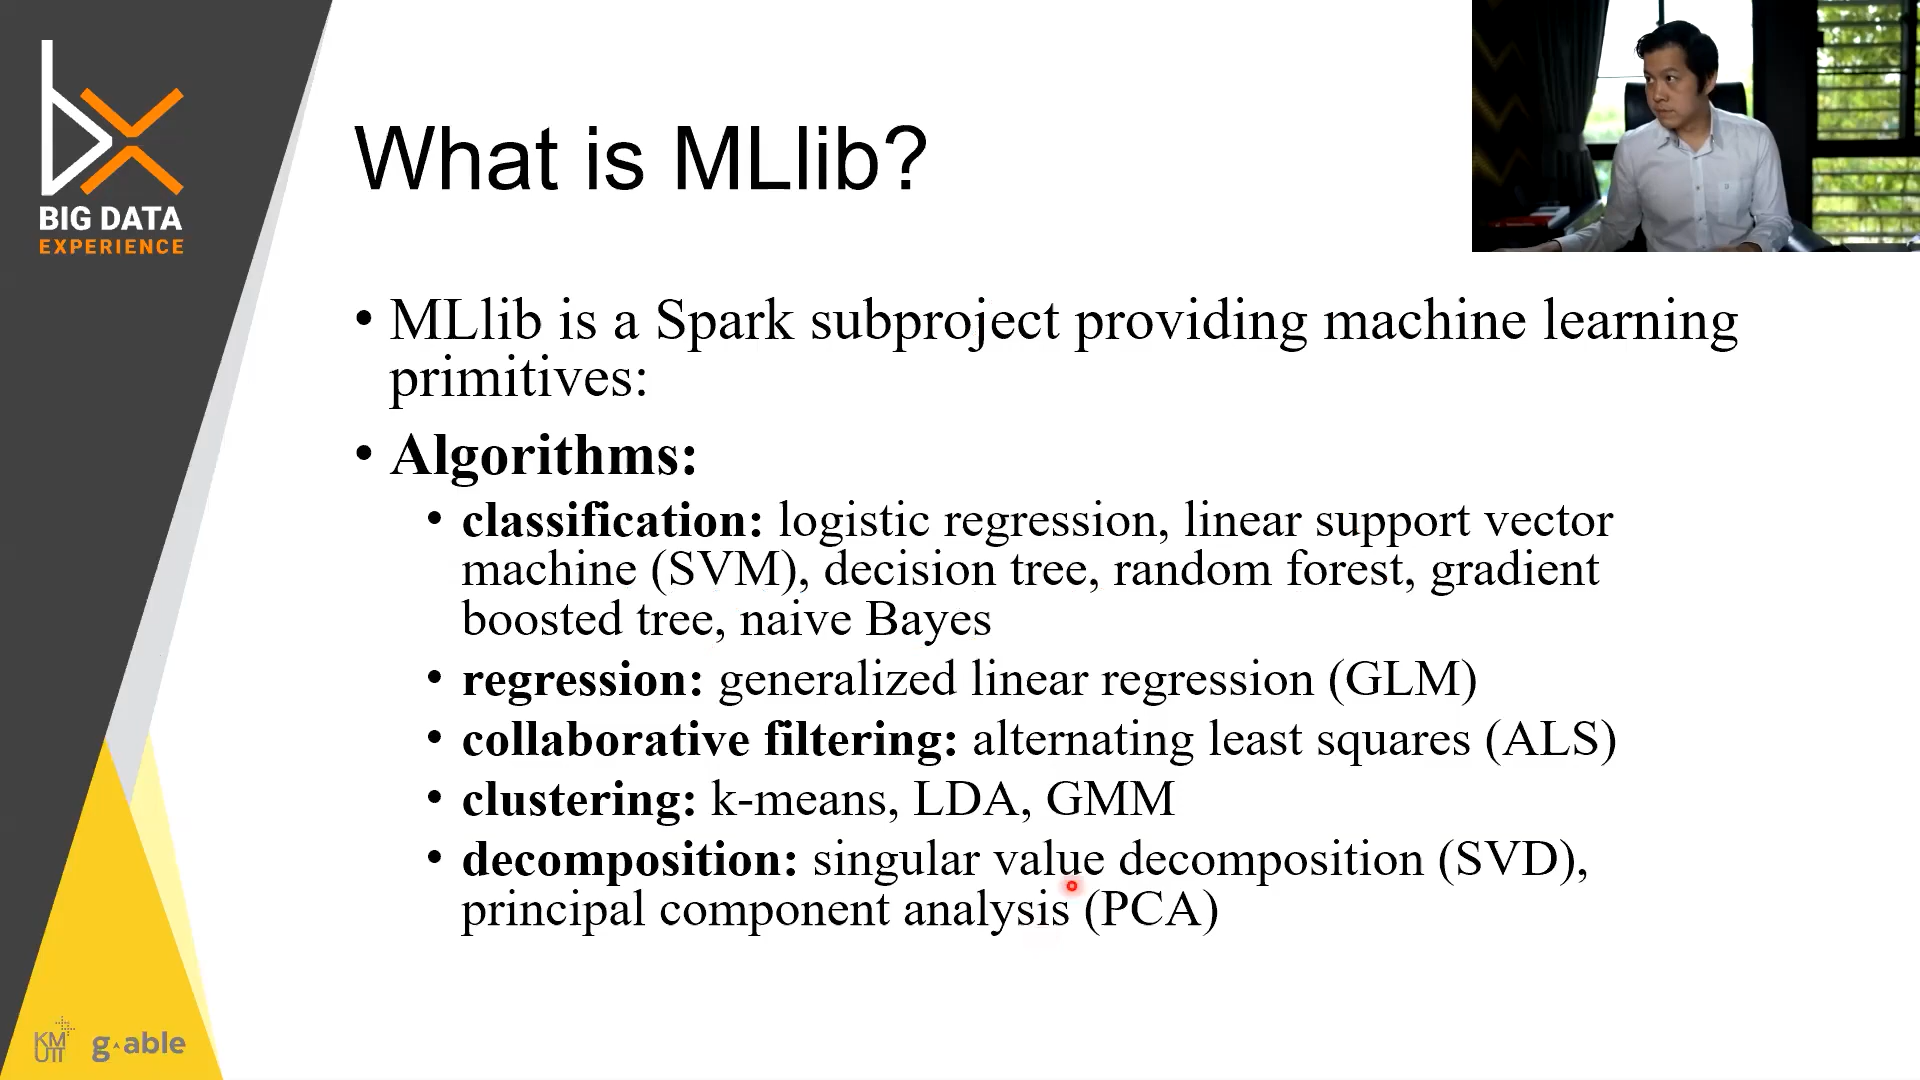 BIG DATA
EXPERIENCE
What is MLlib?
• MLlib is a Spark subproject providing machine learning
primitives:
• Algorithms:
• classification: logistic regression, linear support vector
machine (SVM), decision tree, random forest, gradient
boosted tree, naive Bayes
• regression: generalized linear regression (GLM)
• collaborative filtering: alternating least squares (ALS)
• clustering: k-means, LDA, GMM
• decomposition: singular value decomposition (SVD),
principal component analysis (PCA)
KM
UTT
g·able